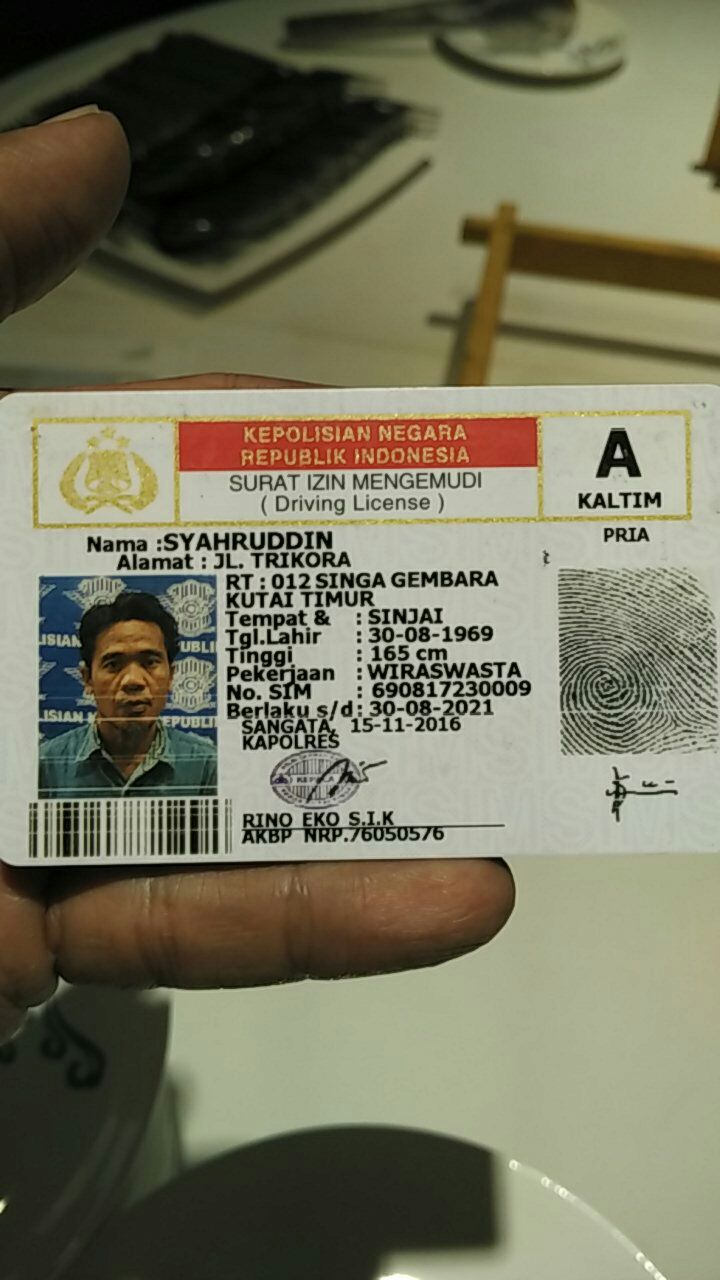 KEPOLISIAN NEGARA
REPUBLIK INDONESIA
SURAT IZIN MENGEMUDI
( Driving License )
A
KALTIM
PRIA
Nama :SYAHRUDDIN
Alamat : JL. TRIKORA
RT : 012 SINGA GEMBARA
KUTAI TIMUR
Tempat & : SINJAI
Tgl.Lahir : 30-08-1969
Tinggi : 165 cm
Pekerjaan : WIRASWASTA
No. SIM : 690817230009
Berlaku s/d : 30-08-2021
SANGATA, 15-11-2016
KAPOLRES
RINO EKO S.I.K
AKBP NRP.76050576